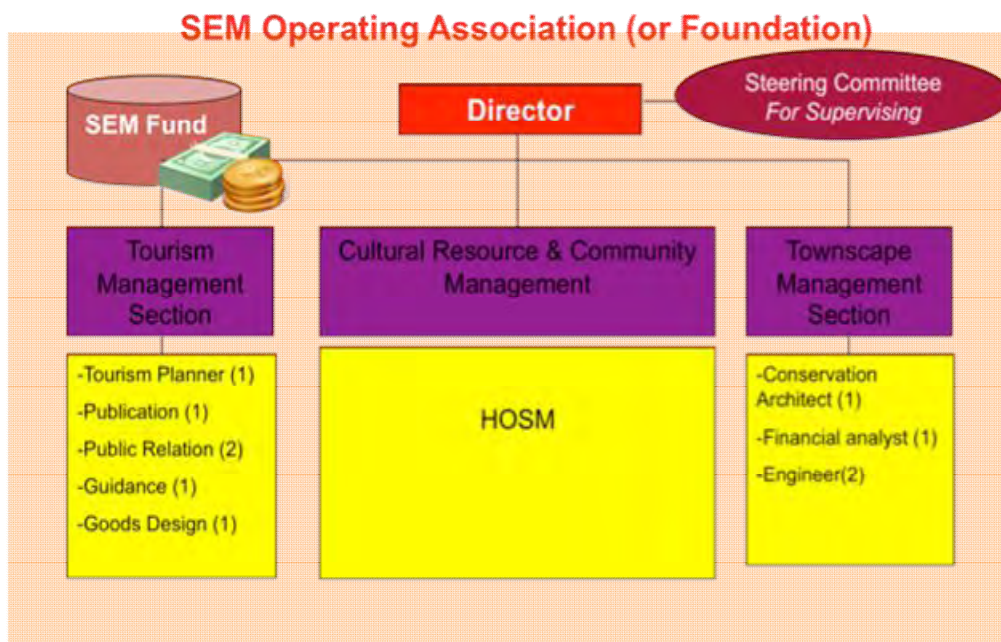 SEM Operating Association (or Foundation)
SEM Fund
Director
Steering Committee
For Supervising
Tourism
Management
Section
Cultural Resource & Community
Management
Townscape
Management
Section
-Tourism Planner (1)
-Publication (1)
-Public Relation (2)
-Guidance (1)
-Goods Design (1)
HOSM
-Conservation
Architect (1)
-Financial analyst (1)
-Engineer(2)